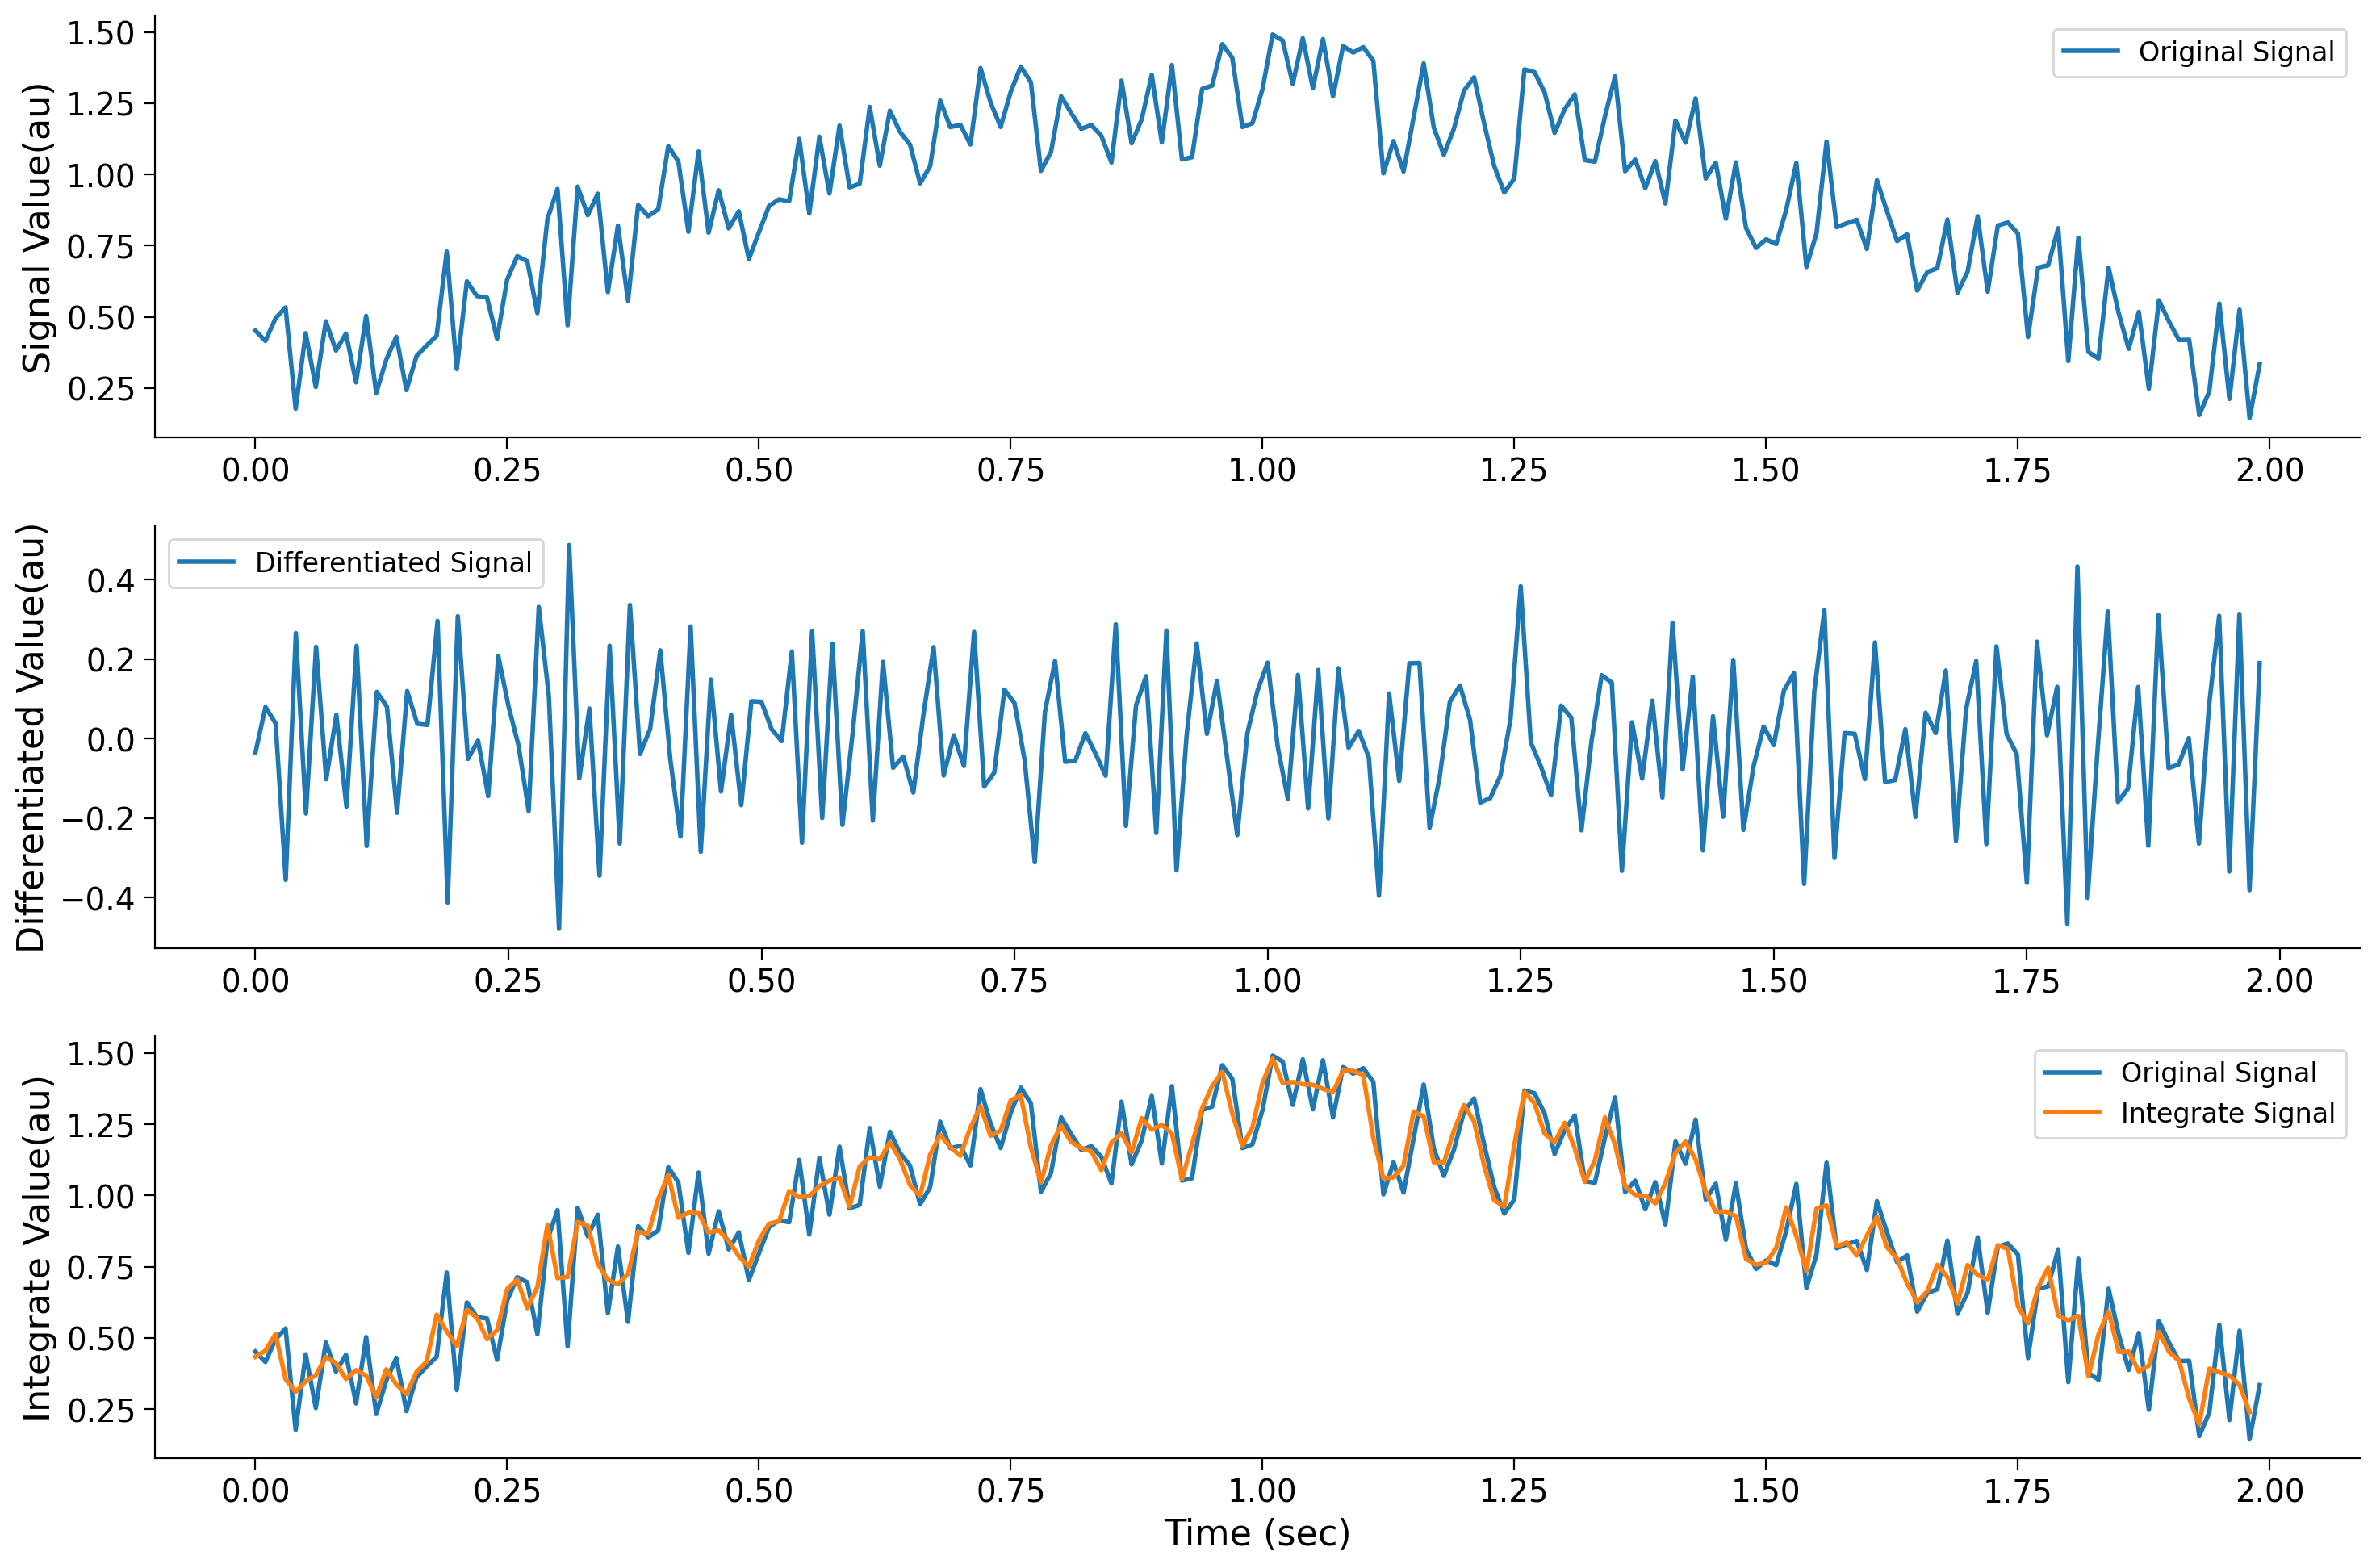 Signal Value(au)
1.50
1.25
1.00
0.75
0.50
0.25
Original Signal
0.00 0.25 0.50 0.75 1.00 1.25 1.50 1.75 2.00
Differentiated Value(au)
0.4
0.2
0.0
−0.2
−0.4
Differentiated Signal
0.00 0.25 0.50 0.75 1.00 1.25 1.50 1.75 2.00
Integrate Value(au)
1.50
1.25
1.00
0.75
0.50
0.25
Original Signal
Integrate Signal
0.00 0.25 0.50 0.75 1.00 1.25 1.50 1.75 2.00
Time (sec)